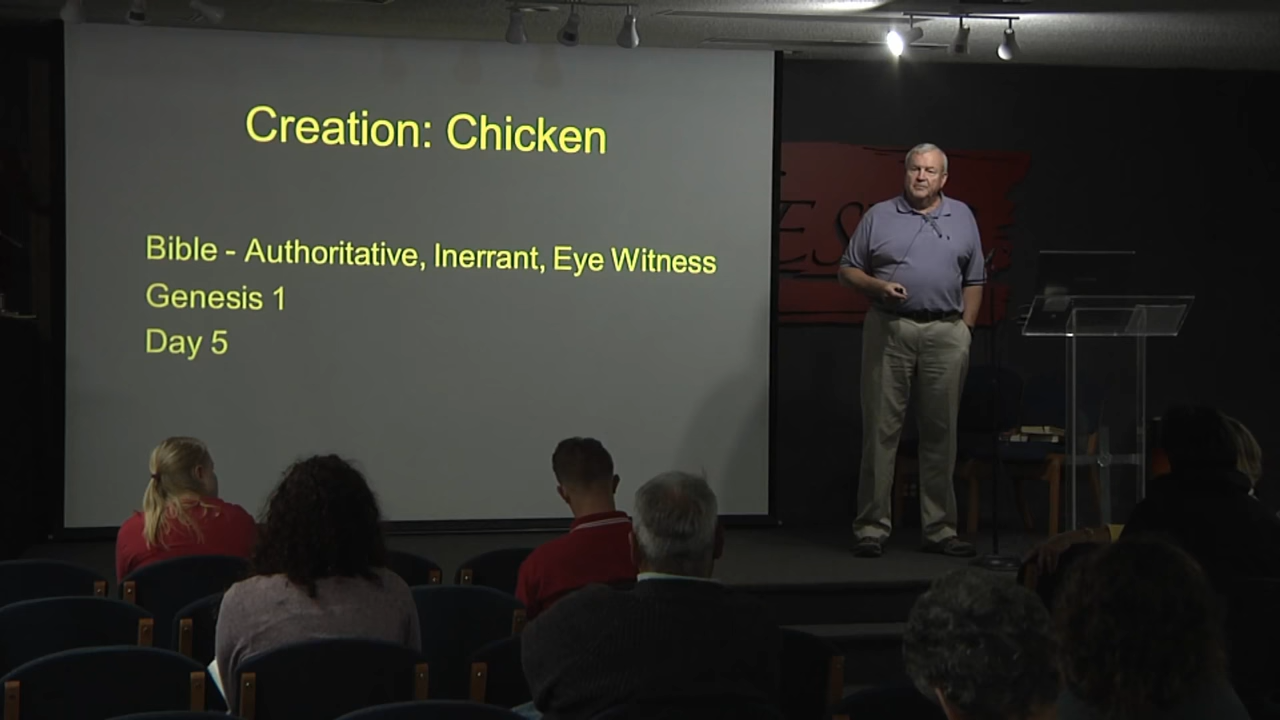 Creation: Chicken
Bible - Authoritative, Inerrant, Eye Witness
Genesis 1
Day 5